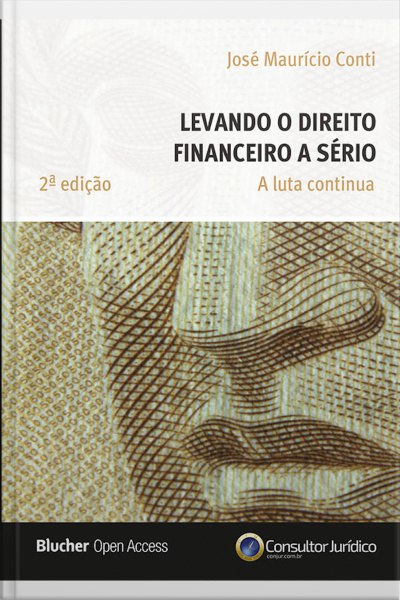 José Maurício Conti
LEVANDO O DIREITO
FINANCEIRO A SÉRIO
2ª edição
A luta continua
Blucher Open Access
Consultor Jurídico
conjur.com.br